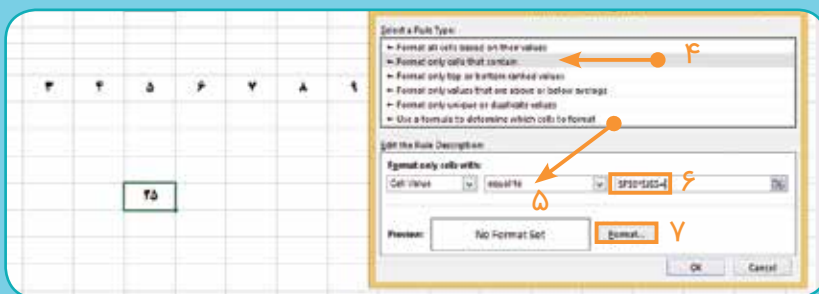 Select a Rule Type:
► Format all cells based on their values
► Format only cells that contain
► Format only top or bottom ranked values
► Format only values that are above or below average
► Format only unique or duplicate values
► Use a formula to determine which cells to format
۴
۳ ۴ ۵ ۶ ۷ ۸ ۹
Edit the Rule Description:
Format only cells with:
Cell Value equal to
۵ ۶
۲۵
Preview: No Format Set Format... ۷
OK Cancel